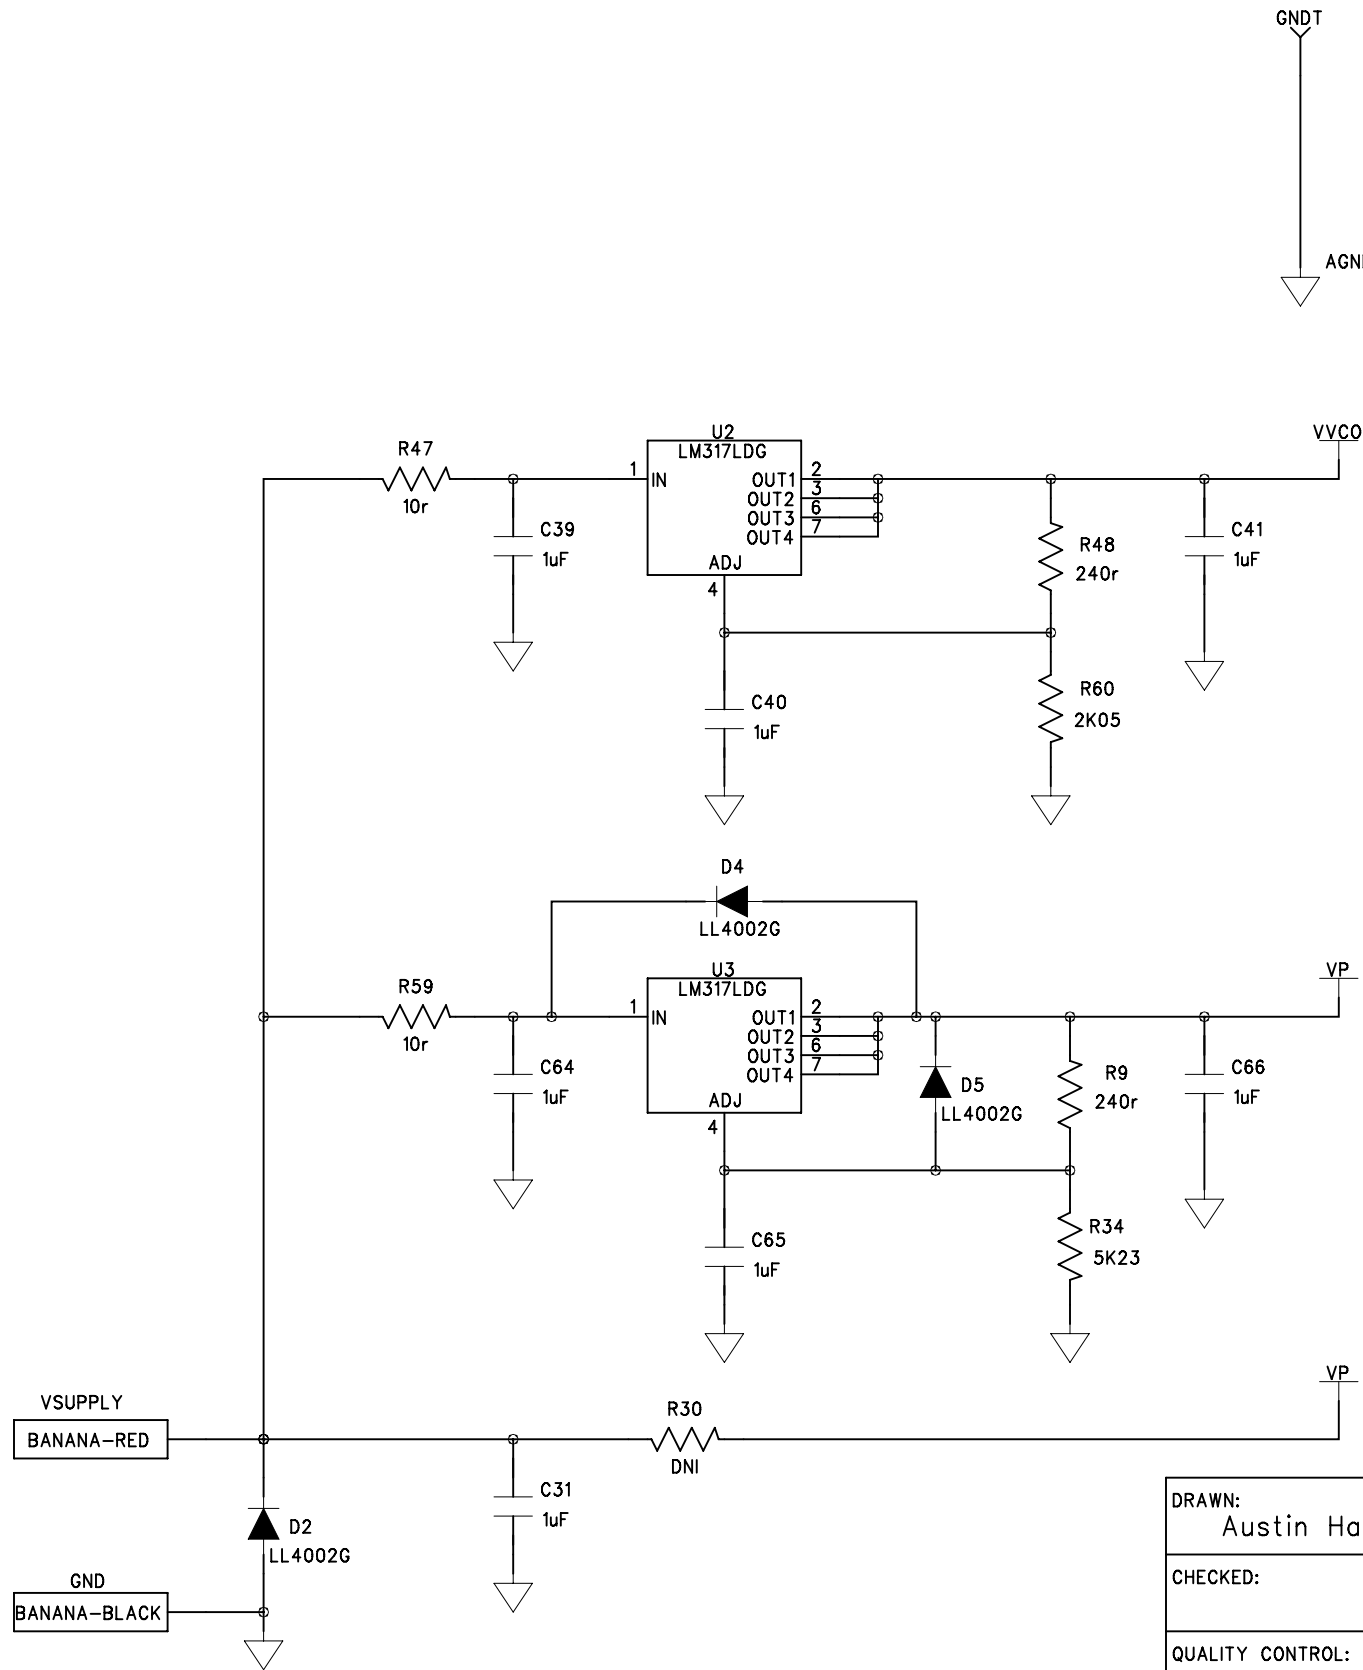 GNDT
AGN
VVCO
R47
10r
C39
1uF
U2
LM317LDG
1
IN
OUT1
2
OUT2
3
OUT3
6
OUT4
7
ADJ
4
R48
240r
C41
1uF
C40
1uF
R60
2K05
D4
LL4002G
VP
R59
10r
C64
1uF
U3
LM317LDG
1
IN
OUT1
2
OUT2
3
OUT3
6
OUT4
7
ADJ
4
D5
LL4002G
R9
240r
C66
1uF
C65
1uF
R34
5K23
VP
VSUPPLY
BANANA-RED
R30
DNI
C31
1uF
D2
LL4002G
GND
BANANA-BLACK
DRAWN:
Austin Ha
CHECKED:
QUALITY CONTROL: